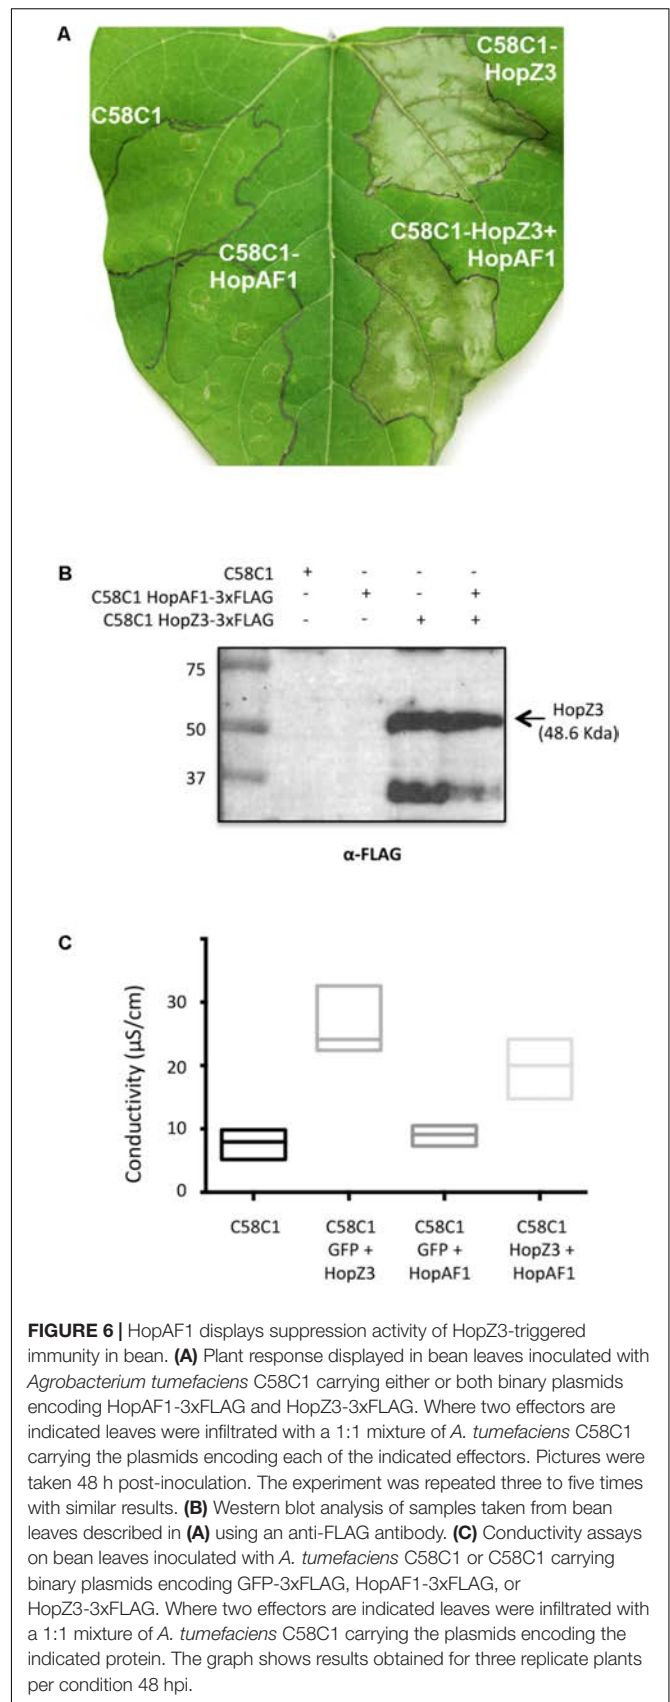 A
C58C1-
HopZ3
C58C1
C58C1-HopZ3+
HopAF1
C58C1-
HopAF1
B
C58C1 + - - -
C58C1 HopAF1-3xFLAG - + - +
C58C1 HopZ3-3xFLAG - - + +
75
50
37
HopZ3
(48.6 Kda)
α-FLAG
C
Conductivity (µS/cm)
30
20
10
0
C58C1
C58C1
GFP +
HopZ3
C58C1
GFP +
HopAF1
C58C1
HopZ3 +
HopAF1
FIGURE 6 | HopAF1 displays suppression activity of HopZ3-triggered
immunity in bean. (A) Plant response displayed in bean leaves inoculated with
Agrobacterium tumefaciens C58C1 carrying either or both binary plasmids
encoding HopAF1-3xFLAG and HopZ3-3xFLAG. Where two effectors are
indicated leaves were infiltrated with a 1:1 mixture of A. tumefaciens C58C1
carrying the plasmids encoding each of the indicated effectors. Pictures were
taken 48 h post-inoculation. The experiment was repeated three to five times
with similar results. (B) Western blot analysis of samples taken from bean
leaves described in (A) using an anti-FLAG antibody. (C) Conductivity assays
on bean leaves inoculated with A. tumefaciens C58C1 or C58C1 carrying
binary plasmids encoding GFP-3xFLAG, HopAF1-3xFLAG, or
HopZ3-3xFLAG. Where two effectors are indicated leaves were infiltrated with
a 1:1 mixture of A. tumefaciens C58C1 carrying the plasmids encoding the
indicated protein. The graph shows results obtained for three replicate plants
per condition 48 hpi.